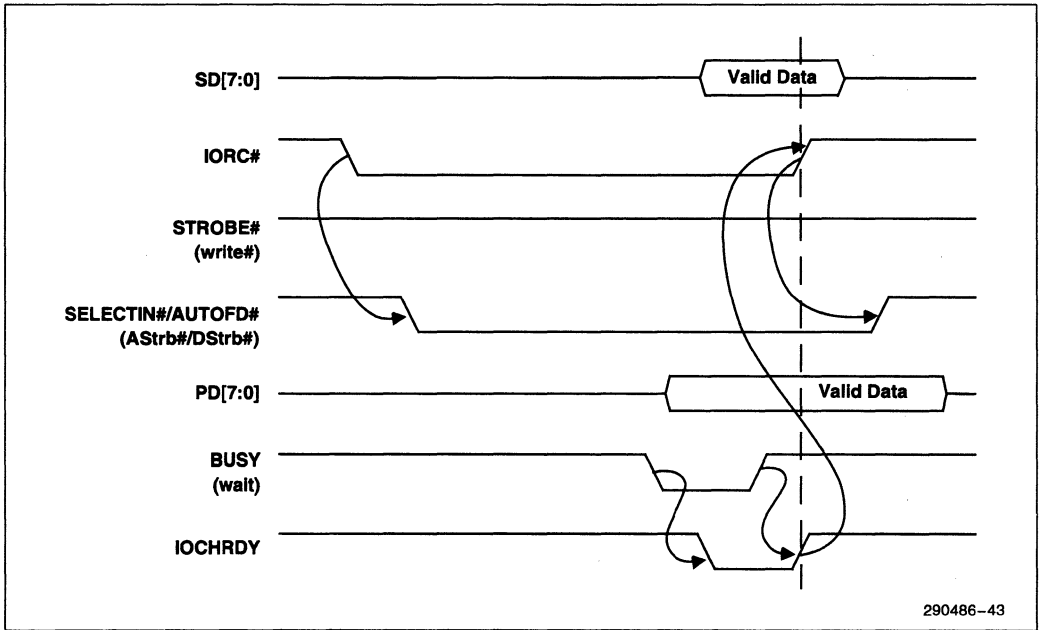 SD[7:0]
Valid Data
IORC#
STROBE#
(write#)
SELECTIN#/AUTOFD#
(AStrb#/DStrb#)
PD[7:0]
Valid Data
BUSY
(wait)
IOCHRDY
290486-43